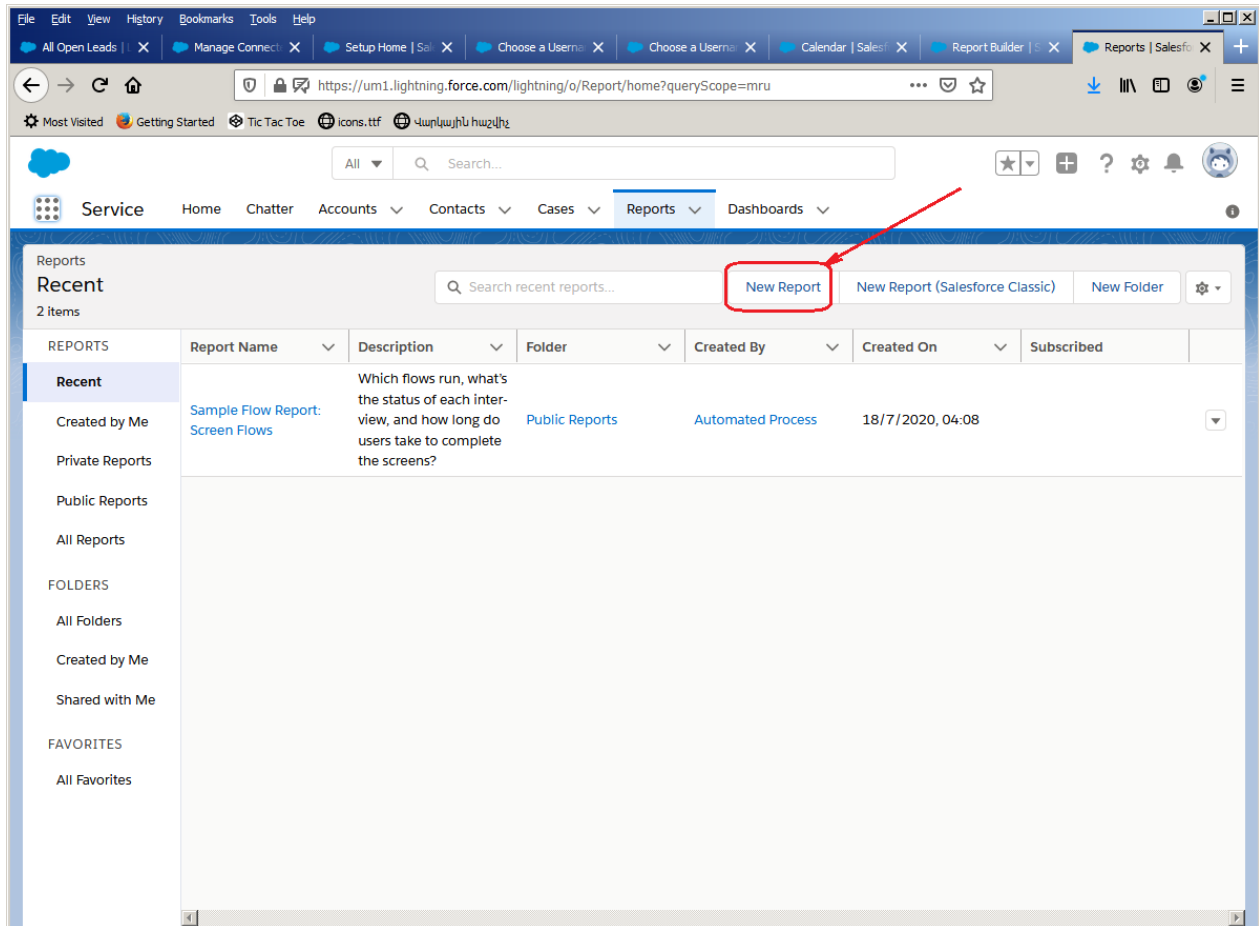 File Edit View History Bookmarks Tools Help
All Open Leads | L
Manage Connect
Setup Home | Sal
Choose a Userna
Choose a Userna
Calendar | Salesf
Report Builder | S
Reports | Salesfo
https://um1.lightning.force.com/lightning/o/Report/home?queryScope=mru
Most Visited Getting Started Tic Tac Toe icons.ttf Վարկային հաշվիչ
All Search...
Service Home Chatter Accounts Contacts Cases Reports Dashboards
Reports
Recent
2 items
Search recent reports...
New Report New Report (Salesforce Classic) New Folder
REPORTS
Recent
Created by Me
Private Reports
Public Reports
All Reports
FOLDERS
All Folders
Created by Me
Shared with Me
FAVORITES
All Favorites
Report Name Description Folder Created By Created On Subscribed
Sample Flow Report:
Screen Flows
Which flows run, what's
the status of each inter-
view, and how long do
users take to complete
the screens?
Public Reports
Automated Process
18/7/2020, 04:08